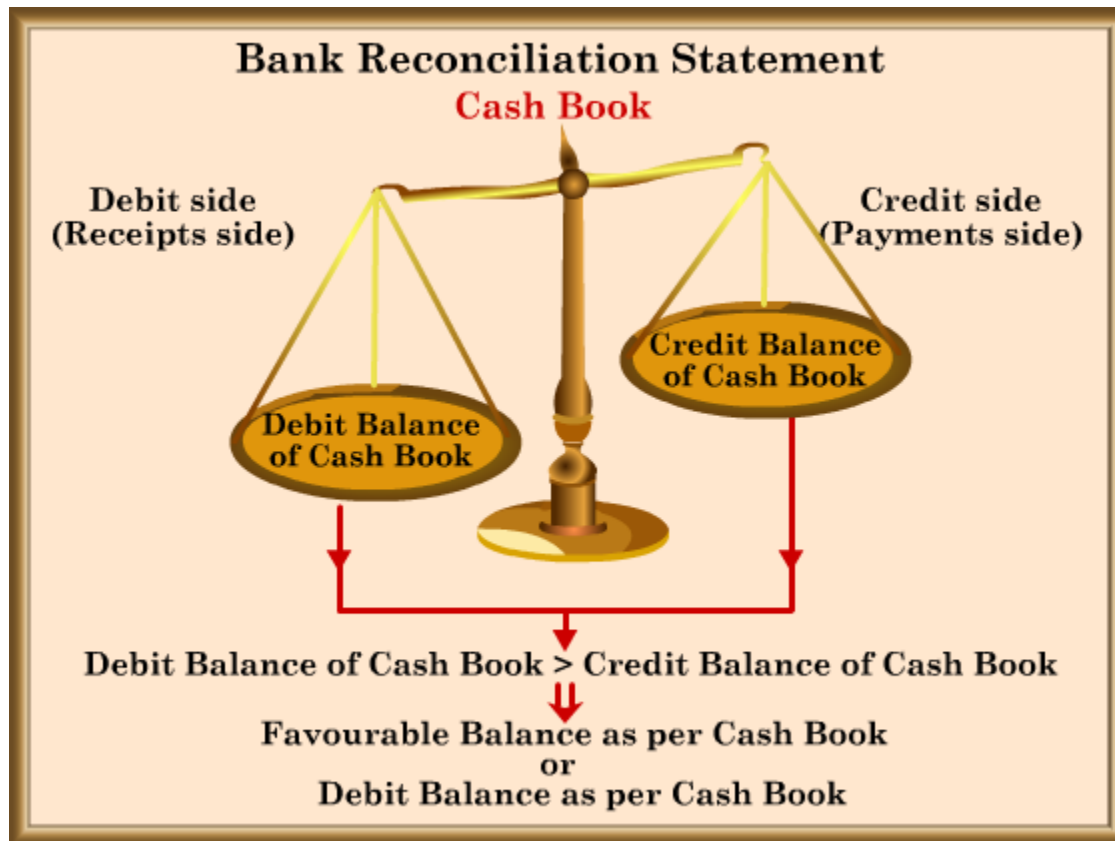 Bank Reconciliation Statement
Cash Book
Debit side
(Receipts side)
Credit side
(Payments side)
Debit Balance
of Cash Book
Credit Balance
of Cash Book
Debit Balance of Cash Book > Credit Balance of Cash Book
Favourable Balance as per Cash Book
or
Debit Balance as per Cash Book